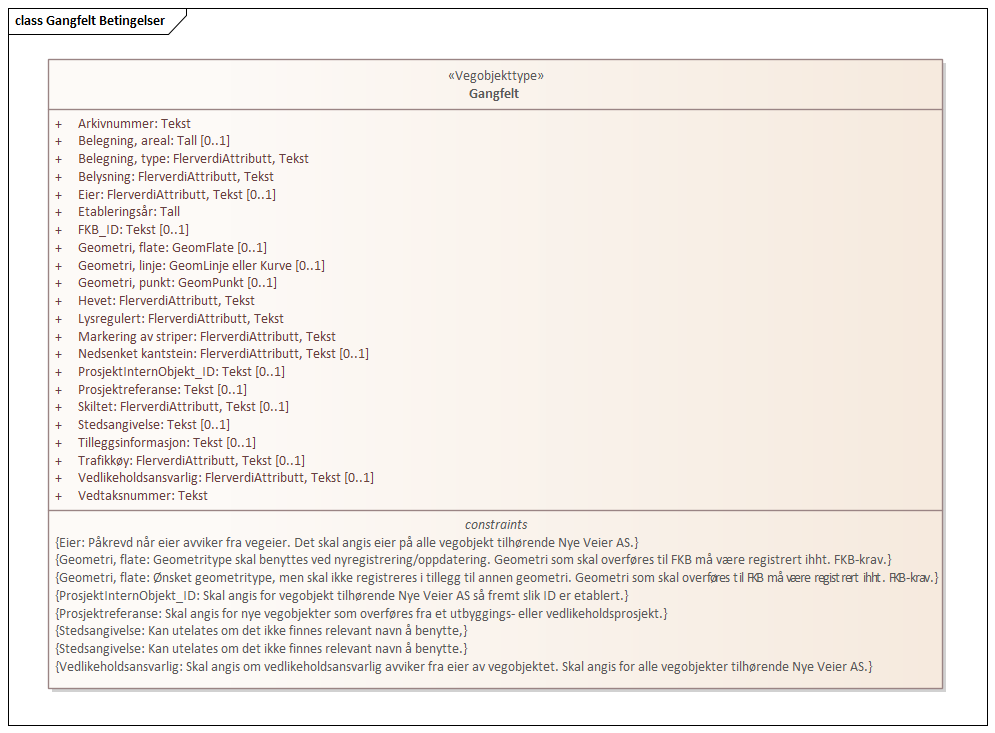 class Gangfelt Betingelser
«Vegobjekttype»
Gangfelt
+ Arkivnummer: Tekst
+ Belegning, areal: Tall [0..1]
+ Belegning, type: FlerverdiAttributt, Tekst
+ Belysning: FlerverdiAttributt, Tekst
+ Eier: FlerverdiAttributt, Tekst [0..1]
+ Etableringsår: Tall
+ FKB_ID: Tekst [0..1]
+ Geometri, flate: GeomFlate [0..1]
+ Geometri, linje: GeomLinje eller Kurve [0..1]
+ Geometri, punkt: GeomPunkt [0..1]
+ Hevet: FlerverdiAttributt, Tekst
+ Lysregulert: FlerverdiAttributt, Tekst
+ Markering av striper: FlerverdiAttributt, Tekst
+ Nedsenket kantstein: FlerverdiAttributt, Tekst [0..1]
+ ProsjektInternObjekt_ID: Tekst [0..1]
+ Prosjektreferanse: Tekst [0..1]
+ Skiltet: FlerverdiAttributt, Tekst [0..1]
+ Stedsangivelse: Tekst [0..1]
+ Tilleggsinformasjon: Tekst [0..1]
+ Trafikkøy: FlerverdiAttributt, Tekst [0..1]
+ Vedlikeholdsansvarlig: FlerverdiAttributt, Tekst [0..1]
+ Vedtaksnummer: Tekst
constraints
{Eier: Påkrevd når eier avviker fra vegeier. Det skal angis eier på alle vegobjekt tilhørende Nye Veier AS.}
{Geometri, flate: Geometritype skal benyttes ved nyregistrering/oppdatering. Geometri som skal overføres til FKB må være registrert ihht. FKB-krav.}
{Geometri, flate: Ønsket geometritype, men skal ikke registreres i tillegg til annen geometri. Geometri som skal overføres til FKB må være registrert ihht. FKB-krav.}
{ProsjektInternObjekt_ID: Skal angis for vegobjekt tilhørende Nye Veier AS så fremt slik ID er etablert.}
{Prosjektreferanse: Skal angis for nye vegobjekter som overføres fra et utbyggings- eller vedlikeholdsprosjekt.}
{Stedsangivelse: Kan utelates om det ikke finnes relevant navn å benytte,}
{Stedsangivelse: Kan utelates om det ikke finnes relevant navn å benytte.}
{Vedlikeholdsansvarlig: Skal angis om vedlikeholdsansvarlig avviker fra eier av vegobjektet. Skal angis for alle vegobjekter tilhørende Nye Veier AS.}